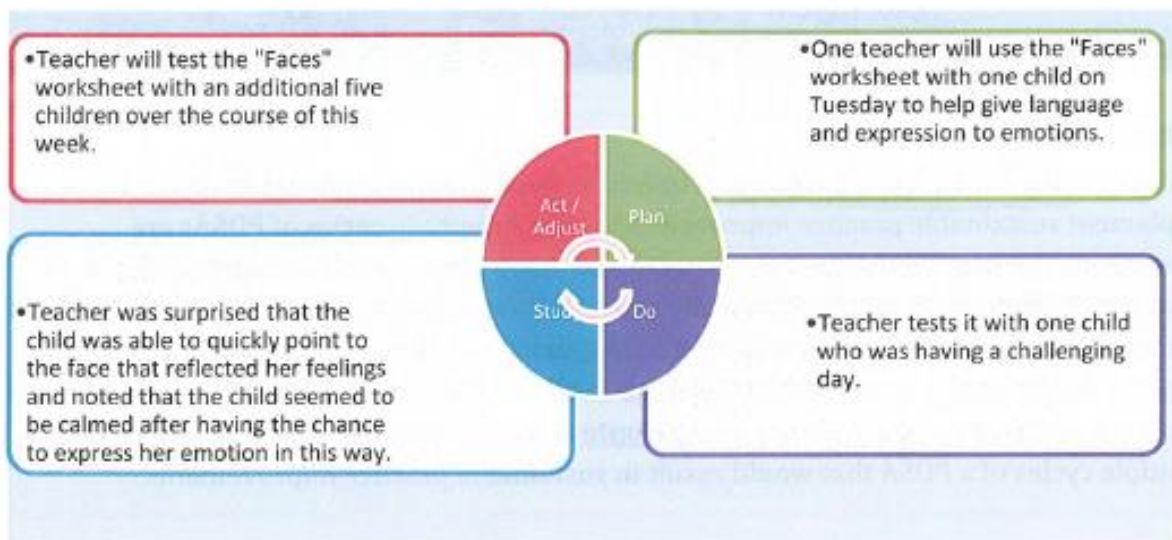 •Teacher will test the "Faces"
worksheet with an additional five
children over the course of this
week.
•One teacher will use the "Faces"
worksheet with one child on
Tuesday to help give language
and expression to emotions.
Act /
Adjust
Plan
Study
Do
•Teacher was surprised that the
child was able to quickly point to
the face that reflected her feelings
and noted that the child seemed to
be calmed after having the chance
to express her emotion in this way.
•Teacher tests it with one child
who was having a challenging
day.